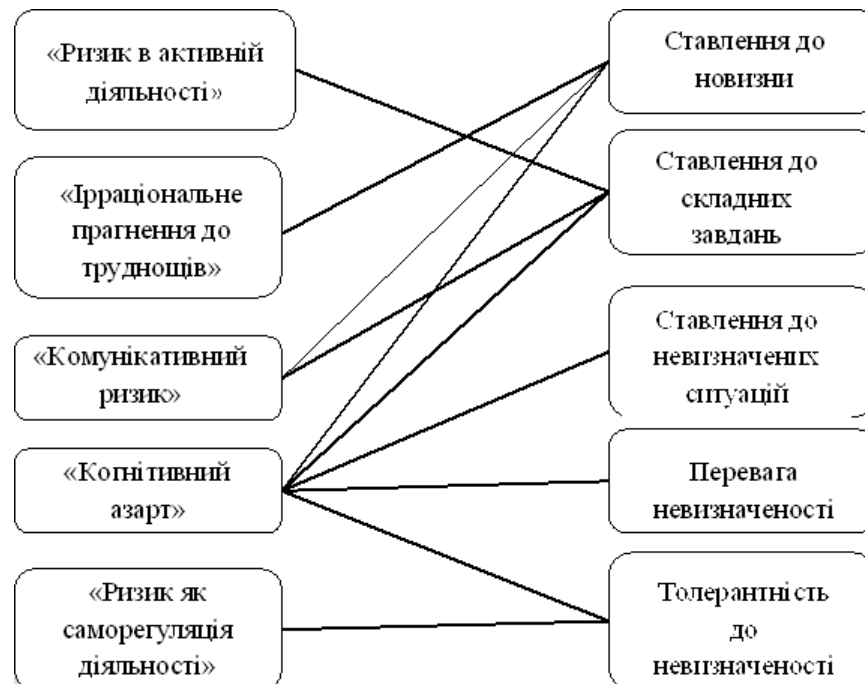 «Ризик в активній
діяльності»
«Ірраціональне
прагнення до
труднощів»
«Комунікативний
ризик»
«Когнітивний
азарт»
«Ризик як
саморегуляція
діяльності»
Ставлення до
новизни
Ставлення до
складних
завдань
Ставлення до
невизначених
ситуацій
Перевага
невизначеності
Толерантність
до
невизначеності